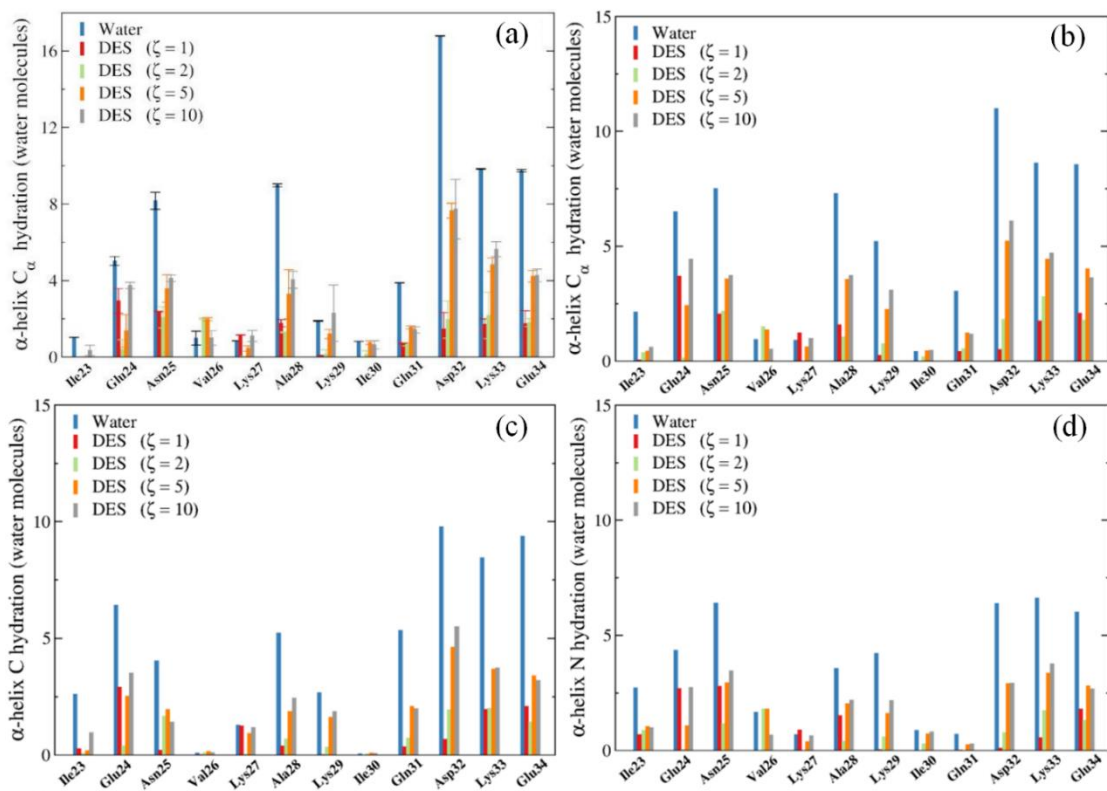 (a)
Water
DES (ζ = 1)
DES (ζ = 2)
DES (ζ = 5)
DES (ζ = 10)
16
12
8
4
0
α-helix Cα hydration (water molecules)
Ile23 Glu24 Asn25 Val26 Lys27 Ala28 Lys29 Ile30 Gln31 Asp32 Lys33 Glu34
(b)
Water
DES (ζ = 1)
DES (ζ = 2)
DES (ζ = 5)
DES (ζ = 10)
15
10
5
0
α-helix Cα hydration (water molecules)
Ile23 Glu24 Asn25 Val26 Lys27 Ala28 Lys29 Ile30 Gln31 Asp32 Lys33 Glu34
(c)
Water
DES (ζ = 1)
DES (ζ = 2)
DES (ζ = 5)
DES (ζ = 10)
15
10
5
0
α-helix C hydration (water molecules)
Ile23 Glu24 Asn25 Val26 Lys27 Ala28 Lys29 Ile30 Gln31 Asp32 Lys33 Glu34
(d)
Water
DES (ζ = 1)
DES (ζ = 2)
DES (ζ = 5)
DES (ζ = 10)
15
10
5
0
α-helix N hydration (water molecules)
Ile23 Glu24 Asn25 Val26 Lys27 Ala28 Lys29 Ile30 Gln31 Asp32 Lys33 Glu34